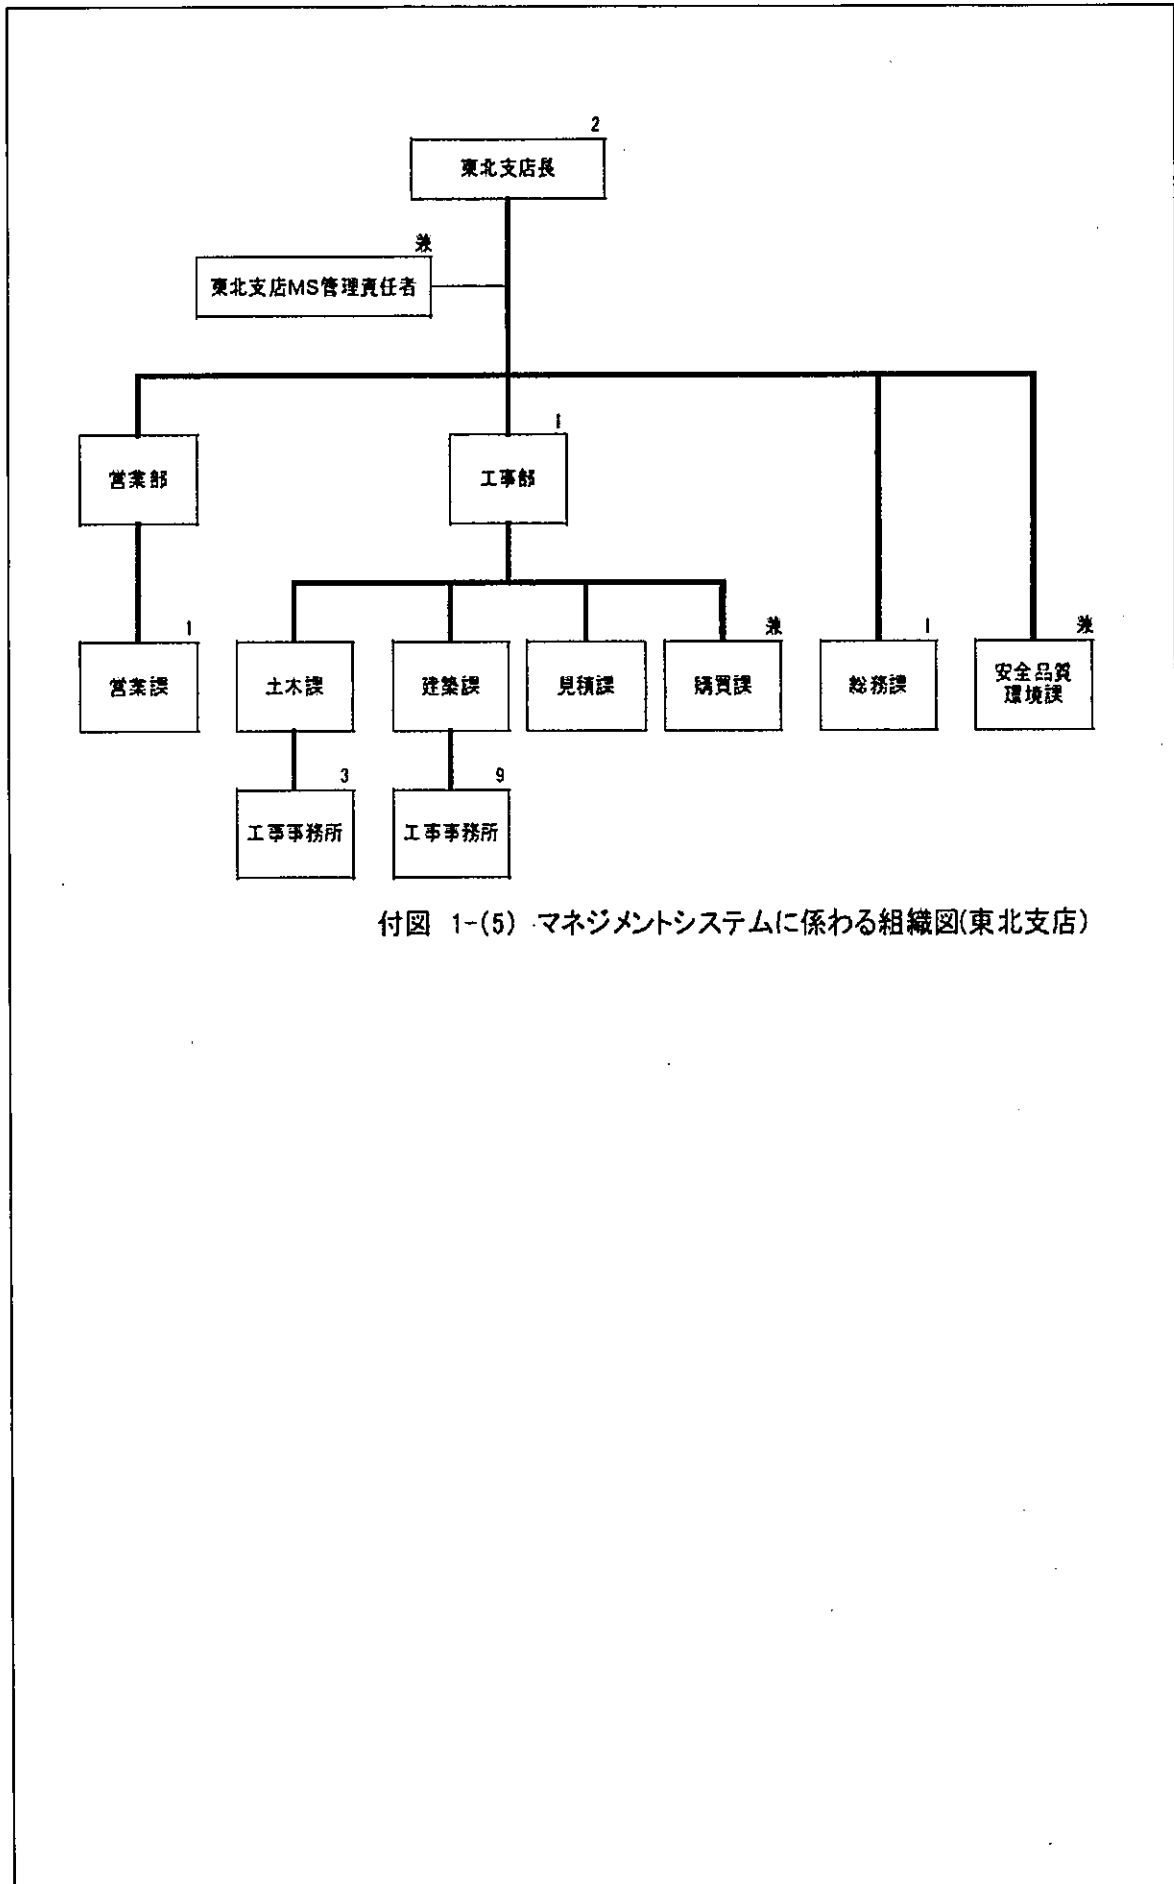 2
東北支店長
兼
東北支店MS管理責任者
1
営業部
工事部
1
兼
1
兼
営業課
土木課
建築課
見積課
購買課
総務課
安全品質
環境課
3
9
工事事務所
工事事務所
付図 1-(5) マネジメントシステムに係わる組織図(東北支店)